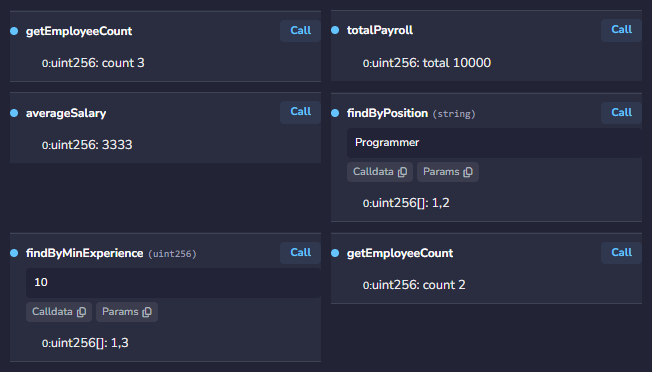 getEmployeeCount Call
0:uint256: count 3
totalPayroll Call
0:uint256: total 10000
averageSalary Call
0:uint256: 3333
findByPosition (string) Call
Programmer
Calldata Params
0:uint256[]: 1,2
findByMinExperience (uint256) Call
10
Calldata Params
0:uint256[]: 1,3
getEmployeeCount Call
0:uint256: count 2